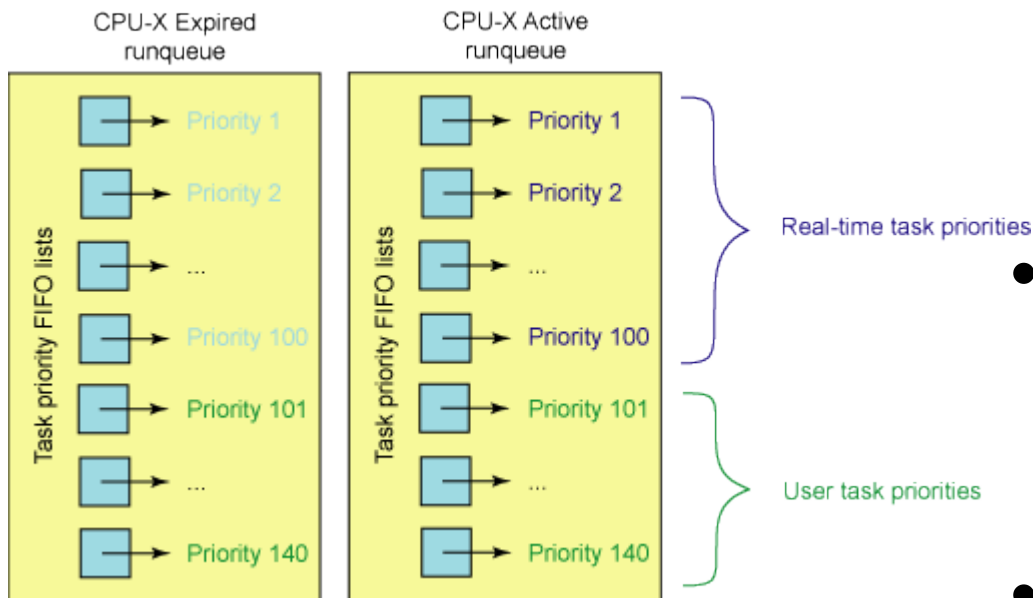 CPU-X Expired
runqueue
Task priority FIFO lists
Priority 1
Priority 2
...
Priority 100
Priority 101
...
Priority 140
CPU-X Active
runqueue
Task priority FIFO lists
Priority 1
Priority 2
...
Priority 100
Priority 101
...
Priority 140
Real-time task priorities
User task priorities